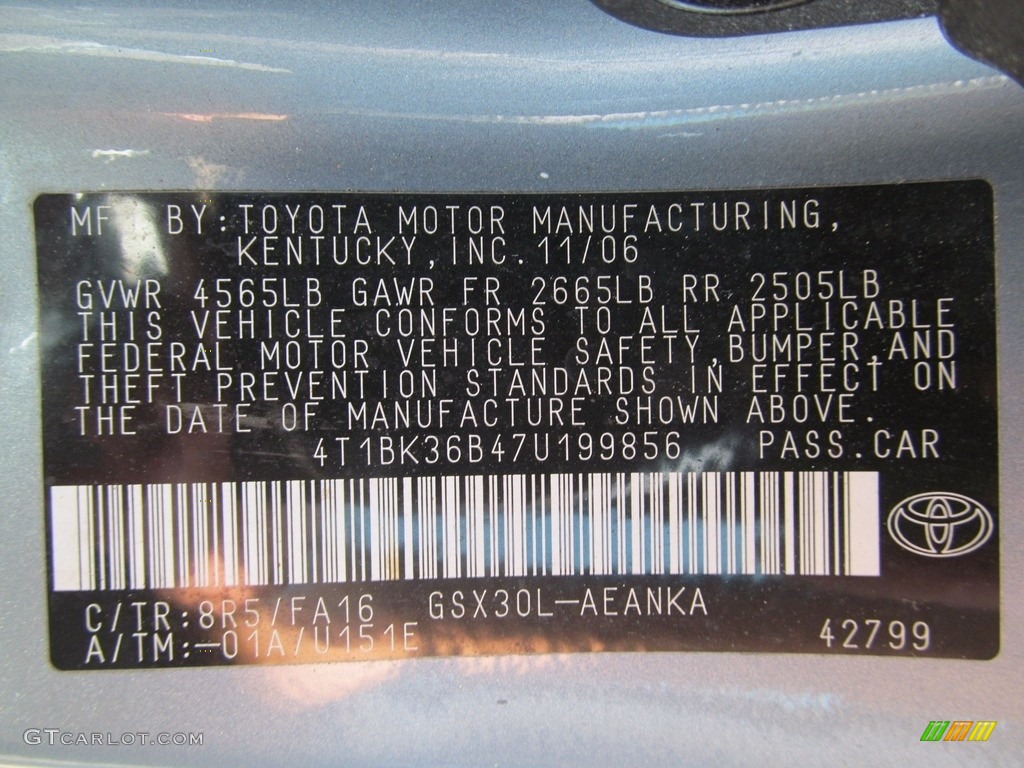 MFD BY: TOYOTA MOTOR MANUFACTURING,
KENTUCKY, INC. 11/06
GVWR 4565LB GAWR FR 2665LB RR 2505LB
THIS VEHICLE CONFORMS TO ALL APPLICABLE
FEDERAL MOTOR VEHICLE SAFETY, BUMPER, AND
THEFT PREVENTION STANDARDS IN EFFECT ON
THE DATE OF MANUFACTURE SHOWN ABOVE.
4T1BK36B47U199856 PASS. CAR
C/TR: 8R5/FA16 GSX30L-AEANKA
A/TM: -01A/U151E 42799
GTCARLOT.COM